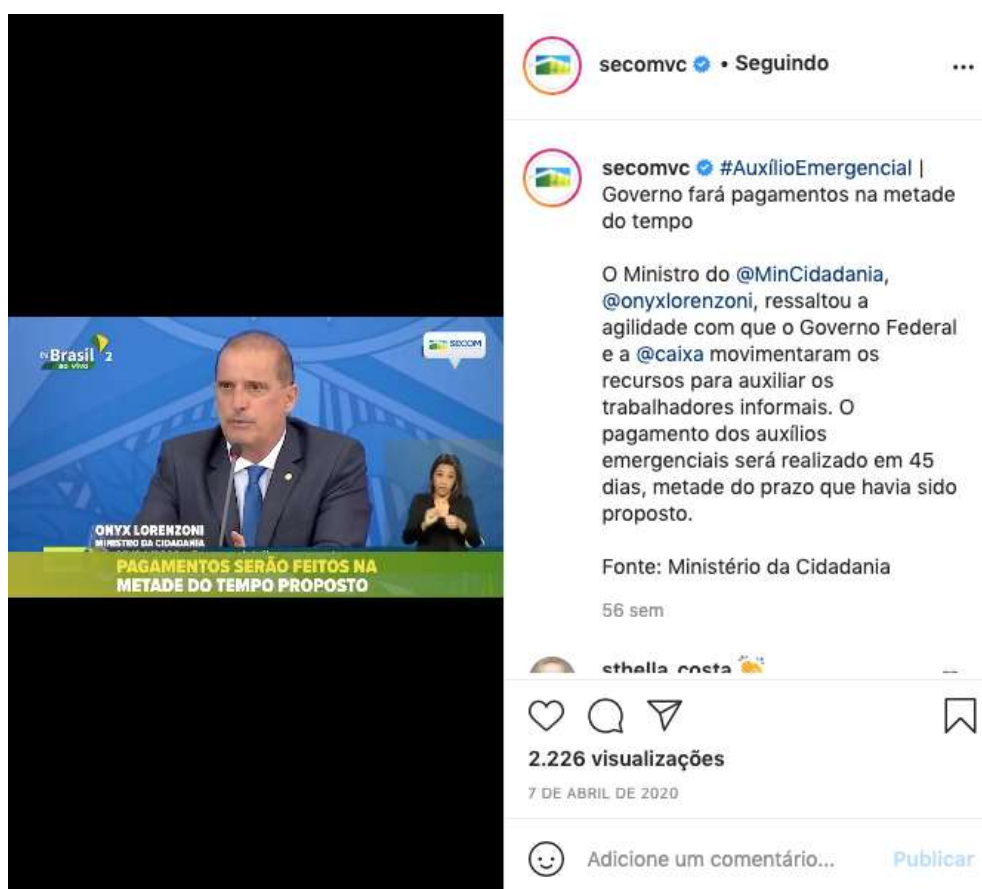 secomvc • Seguindo
secomvc #AuxílioEmergencial |
Governo fará pagamentos na metade
do tempo
O Ministro do @MinCidadania,
@onyxlorenzoni, ressaltou a
agilidade com que o Governo Federal
e a @caixa movimentaram os
recursos para auxiliar os
trabalhadores informais. O
pagamento dos auxílios
emergenciais será realizado em 45
dias, metade do prazo que havia sido
proposto.
Fonte: Ministério da Cidadania
56 sem
sthella_costa 👏
2.226 visualizações
7 DE ABRIL DE 2020
Adicione um comentário... Publicar
TV Brasil 2
ao vivo
SECOM
ONYX LORENZONI
MINISTRO DA CIDADANIA
PAGAMENTOS SERÃO FEITOS NA
METADE DO TEMPO PROPOSTO